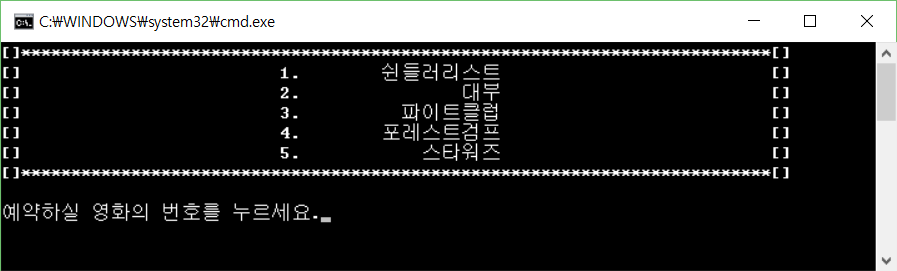 C:₩WINDOWS₩system32₩cmd.exe
[]***************************************************************************[]
[] 1. 쉰들러리스트 []
[] 2. 대부 []
[] 3. 파이트클럽 []
[] 4. 포레스트검프 []
[] 5. 스타워즈 []
[]***************************************************************************[]
예약하실 영화의 번호를 누르세요.